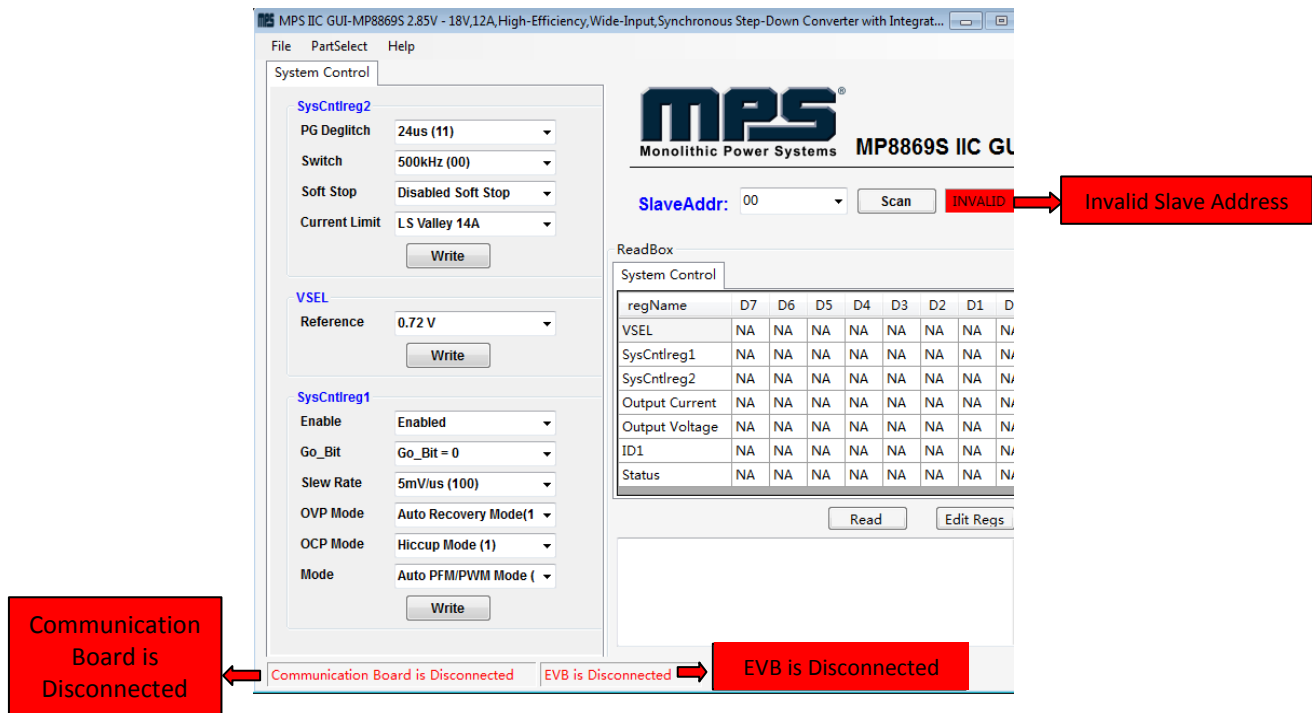 MPS IIC GUI-MP8869S 2.85V - 18V,12A,High-Efficiency,Wide-Input,Synchronous Step-Down Converter with Integrat...
File PartSelect Help
System Control
SysCntlreg2
PG Deglitch 24us (11)
Switch 500kHz (00)
Soft Stop Disabled Soft Stop
Current Limit LS Valley 14A
Write
VSEL
Reference 0.72 V
Write
SysCntlreg1
Enable Enabled
Go_Bit Go_Bit = 0
Slew Rate 5mV/us (100)
OVP Mode Auto Recovery Mode(1
OCP Mode Hiccup Mode (1)
Mode Auto PFM/PWM Mode (
Write
mps®
Monolithic Power Systems MP8869S IIC GU
SlaveAddr: 00 Scan INVALID
Invalid Slave Address
ReadBox
System Control
regName D7 D6 D5 D4 D3 D2 D1 D
VSEL NA NA NA NA NA NA NA NA
SysCntlreg1 NA NA NA NA NA NA NA NA
SysCntlreg2 NA NA NA NA NA NA NA NA
Output Current NA NA NA NA NA NA NA NA
Output Voltage NA NA NA NA NA NA NA NA
ID1 NA NA NA NA NA NA NA NA
Status NA NA NA NA NA NA NA NA
Read Edit Regs
Communication Board is Disconnected EVB is Disconnected
Communication
Board is
Disconnected
EVB is Disconnected